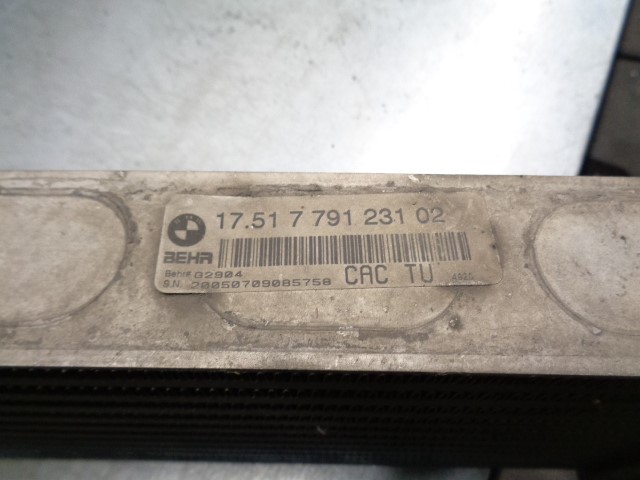 17.51 7 791 231 02
BEHR
Behr# G2904
S.N. 20050709085758
CAC TU